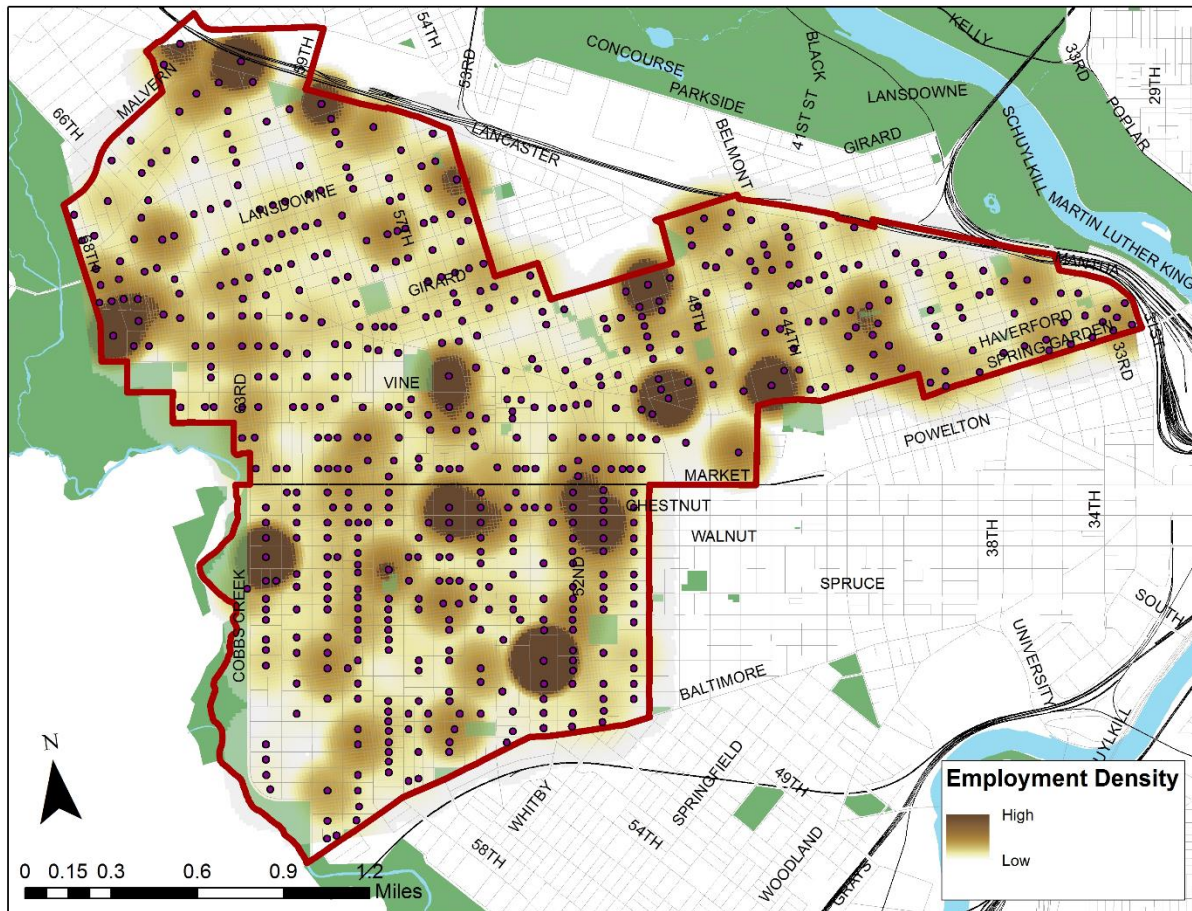 54TH
59TH
53RD
MALVERN
66TH
CONCOURSE
PARKSIDE
BLACK
41ST ST
LANSDOWNE
KELLY
33RD
29TH
POPLAR
GIRARD
BELMONT
LANCASTER
SCHUYLKILL
MARTIN LUTHER KING
LANSDOWNE
57TH
68TH
GIRARD
48TH
44TH
MANTUA
31ST
HAVERFORD
SPRING GARDEN
33RD
VINE
63RD
POWELTON
MARKET
CHESTNUT
WALNUT
38TH
34TH
SPRUCE
52ND
COBBS CREEK
SOUTH
UNIVERSITY
BALTIMORE
SPRINGFIELD
49TH
WHITBY
54TH
58TH
WOODLAND
GRAYS
N
0 0.15 0.3 0.6 0.9 1.2
Miles
Employment Density
High
Low